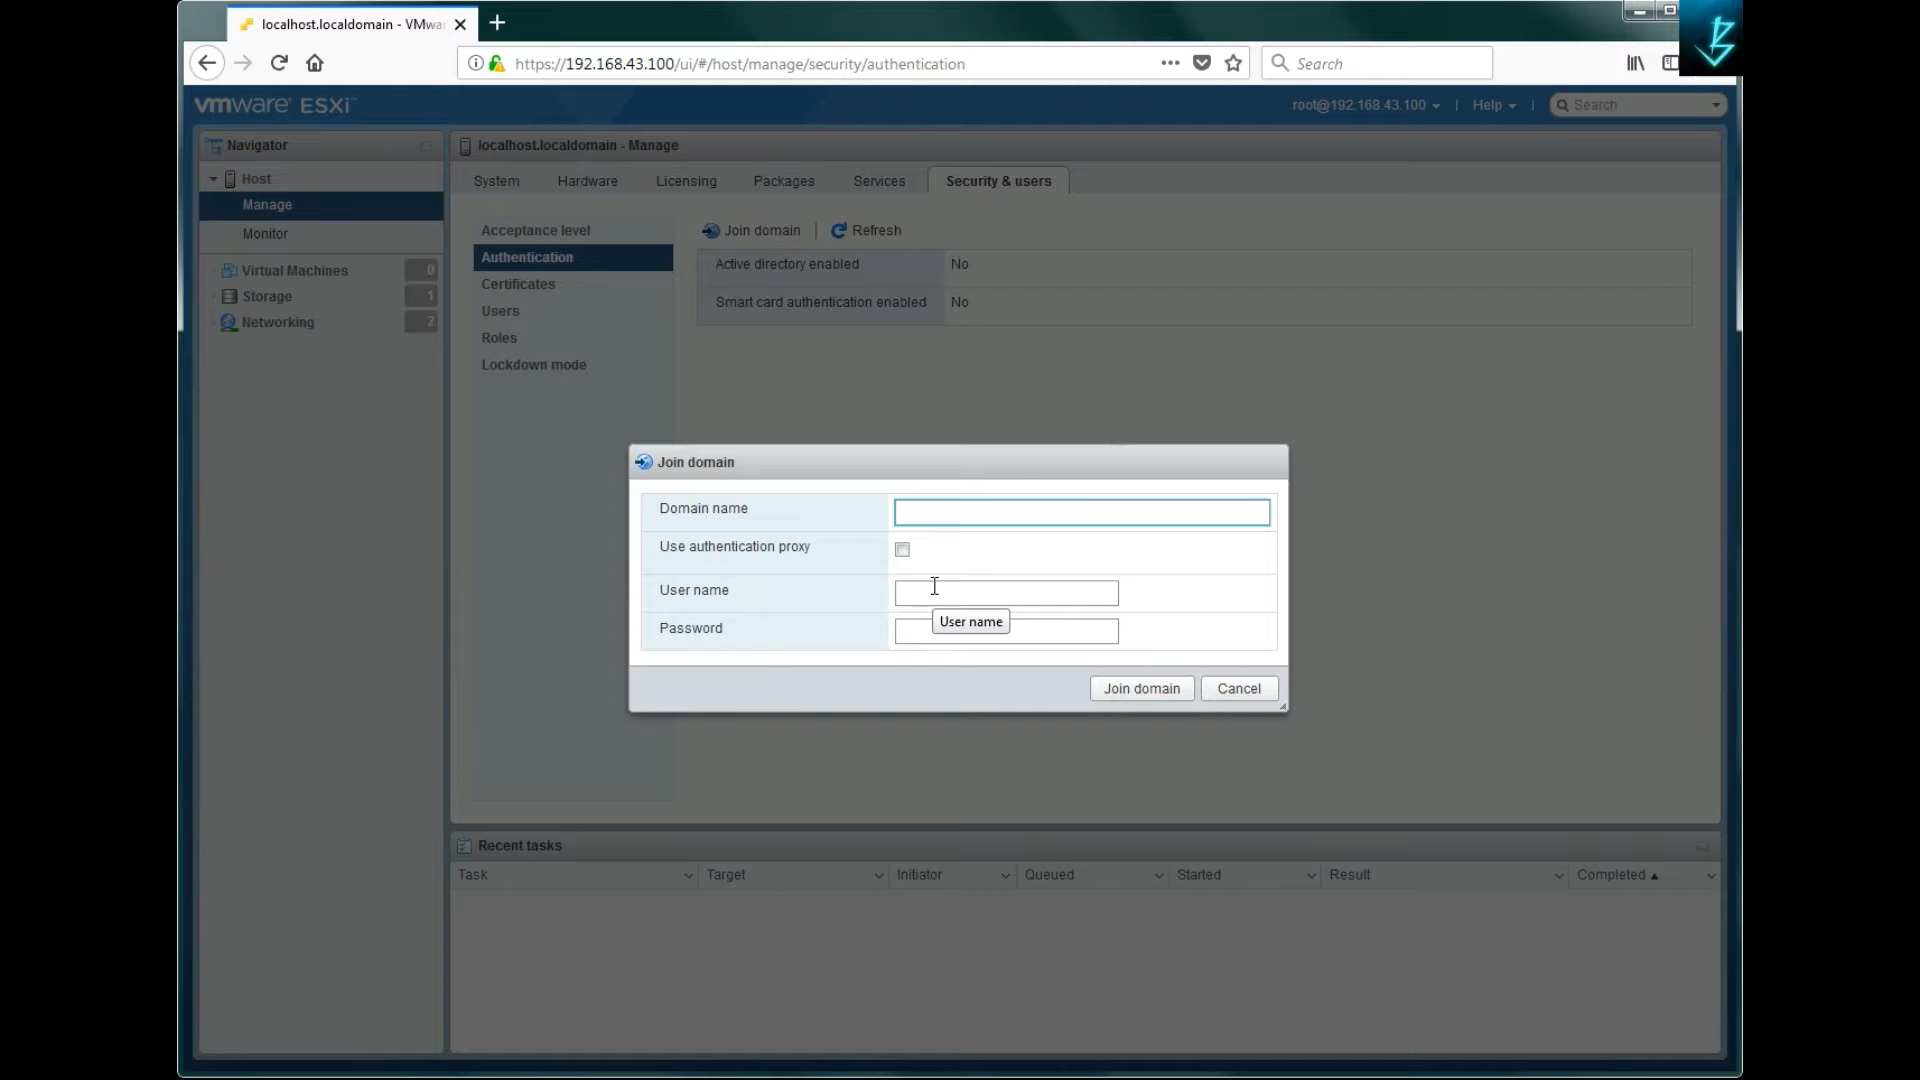 localhost.localdomain - VMwar
https://192.168.43.100/ui/#/host/manage/security/authentication
Search
vmware ESXi™
root@192.168.43.100
Help
Search
Navigator
localhost.localdomain - Manage
Host
Manage
Monitor
Virtual Machines 0
Storage 1
Networking 2
System Hardware Licensing Packages Services Security & users
Acceptance level
Authentication
Certificates
Users
Roles
Lockdown mode
Join domain | Refresh
Active directory enabled No
Smart card authentication enabled No
Join domain
Domain name
Use authentication proxy
User name
User name
Password
Join domain Cancel
Recent tasks
Task Target Initiator Queued Started Result Completed